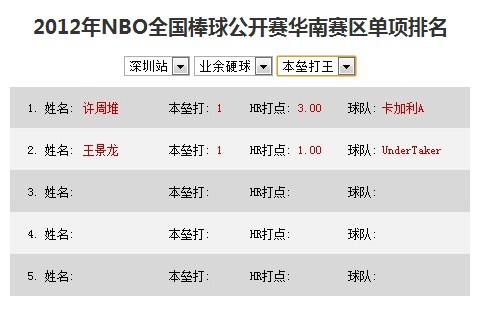 2012年NBO全国棒球公开赛华南赛区单项排名
深圳站 业余硬球 本垒打王
1. 姓名: 许周堆 本垒打: 1 HR打点: 3.00 球队: 卡加利A
2. 姓名: 王景龙 本垒打: 1 HR打点: 1.00 球队: UnderTaker
3. 姓名: 本垒打: HR打点: 球队:
4. 姓名: 本垒打: HR打点: 球队:
5. 姓名: 本垒打: HR打点: 球队: